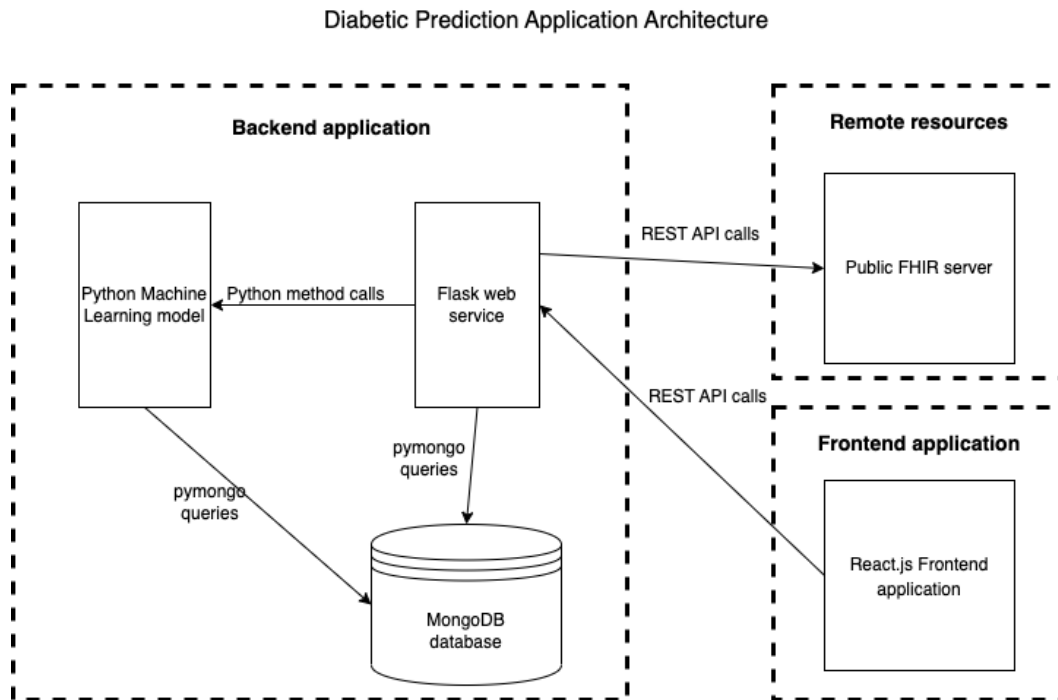 Diabetic Prediction Application Architecture
Backend application
Python Machine
Learning model
Python method calls
Flask web
service
pymongo
queries
pymongo
queries
MongoDB
database
REST API calls
REST API calls
Remote resources
Public FHIR server
Frontend application
React.js Frontend
application